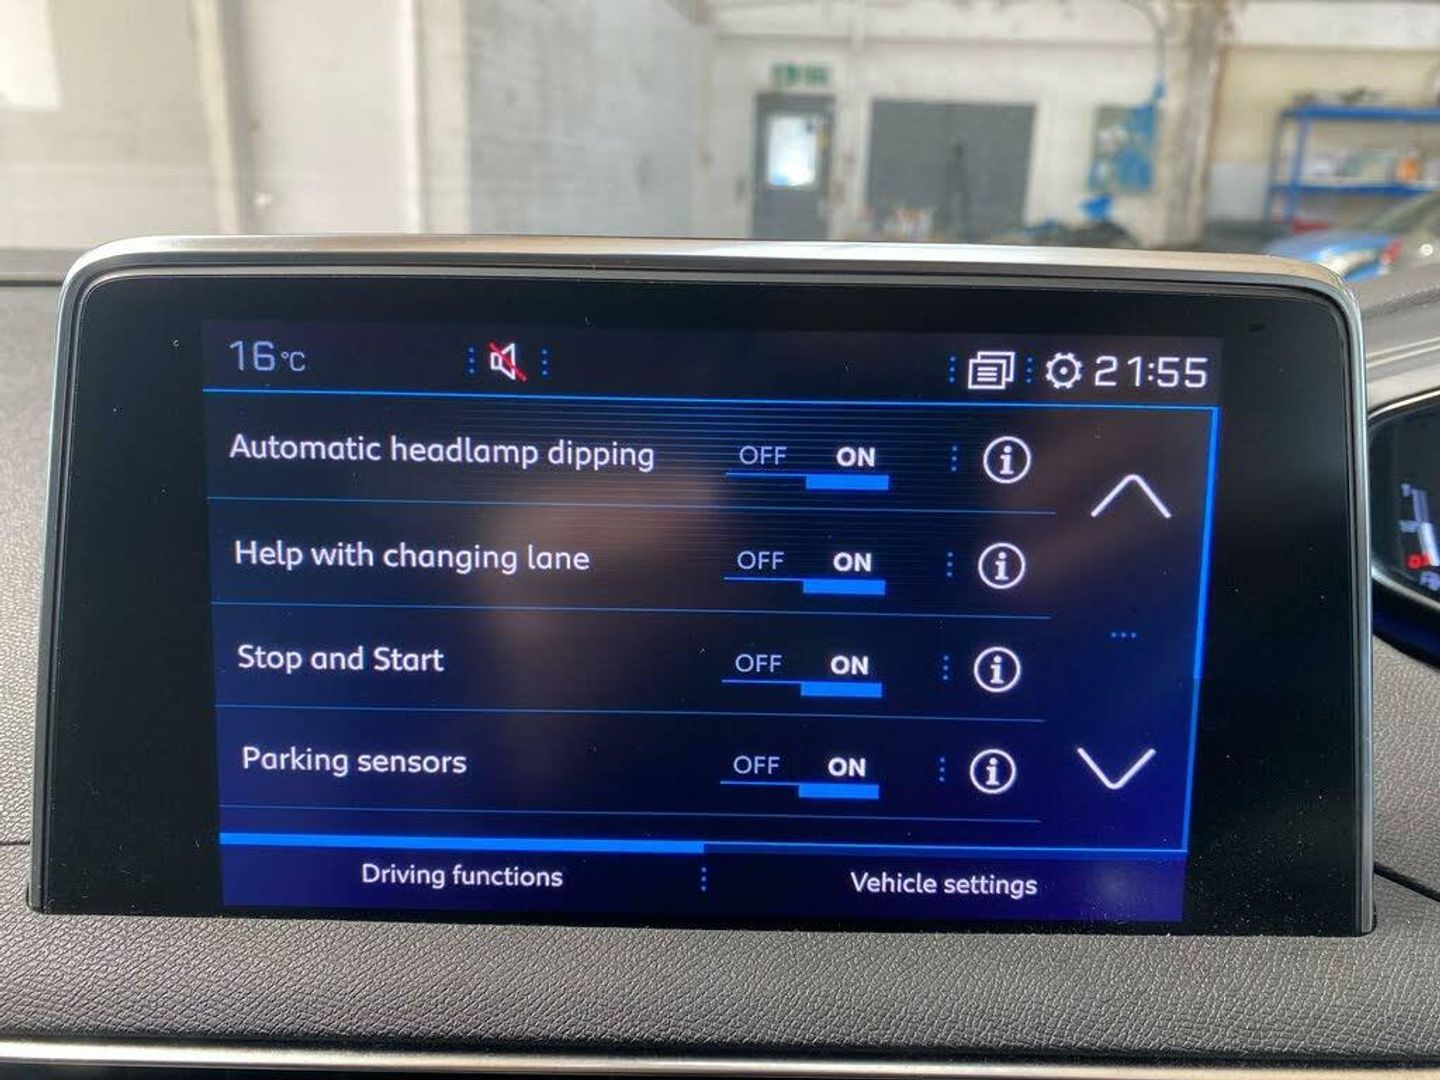 16°C
21:55
Automatic headlamp dipping OFF ON
Help with changing lane OFF ON
Stop and Start OFF ON
Parking sensors OFF ON
Driving functions
Vehicle settings